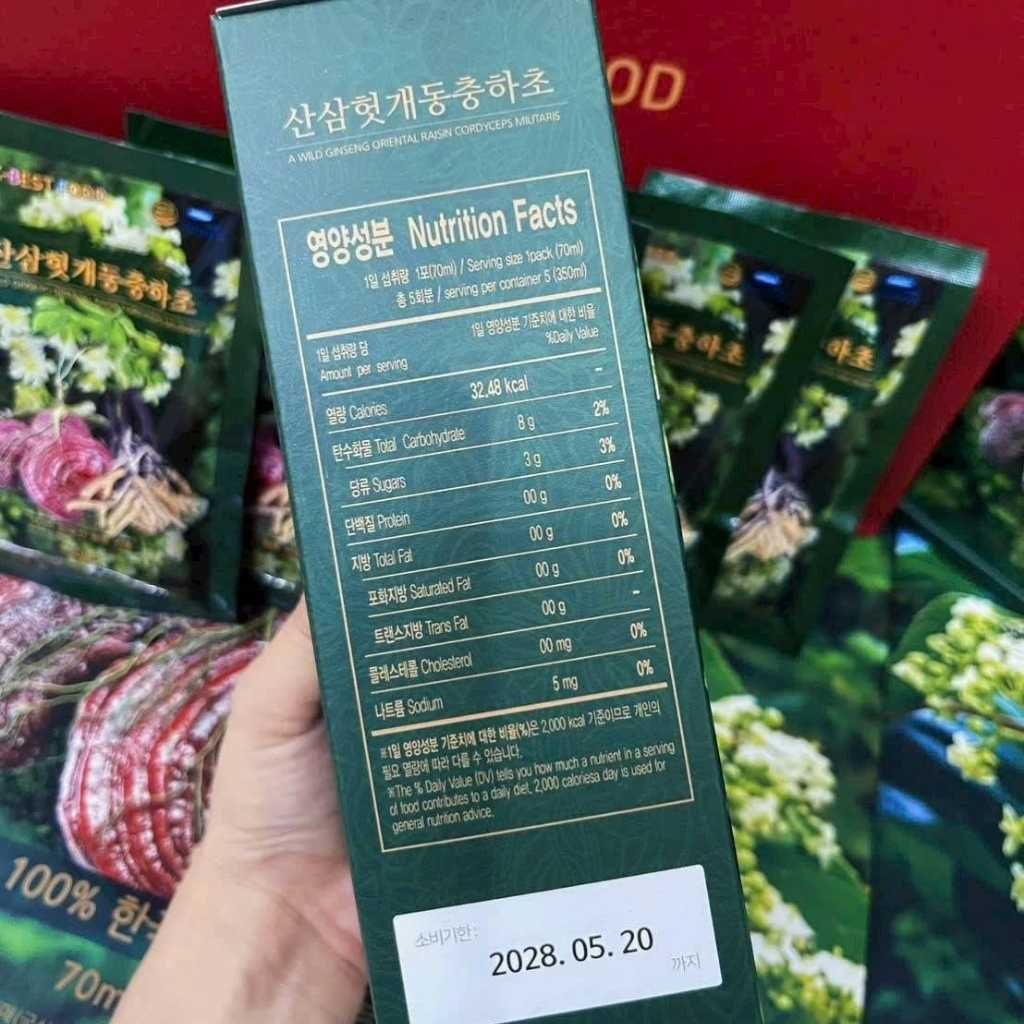 산삼헛개동충하초
A WILD GINSENG ORIENTAL RAISIN CORDYCEPS MILITARIS
영양성분 Nutrition Facts
1일 섭취량 1포(70ml) / Serving size 1pack (70ml)
총 5회분 / serving per container 5 (350ml)
1일 섭취량 당 1일 영양성분 기준치에 대한 비율
Amount per serving %Daily Value
열량 Calories 32.48 kcal -
탄수화물 Total Carbohydrate 8 g 2%
당류 Sugars 3 g 3%
단백질 Protein 00 g 0%
지방 Total Fat 00 g 0%
포화지방 Saturated Fat 00 g 0%
트랜스지방 Trans Fat 00 g -
콜레스테롤 Cholesterol 00 mg 0%
나트륨 Sodium 5 mg 0%
※1일 영양성분 기준치에 대한 비율(%)은 2,000 kcal 기준이므로 개인의
필요 열량에 따라 다를 수 있습니다.
※The % Daily Value (DV) tells you how much a nutrient in a serving
of food contributes to a daily diet, 2,000 caloriesa day is used for
general nutrition advice.
소비기한:
2028. 05. 20
까지
OD
BEST FOOD
산삼헛개동충하초
동충하초
하초
100% 한국
70m